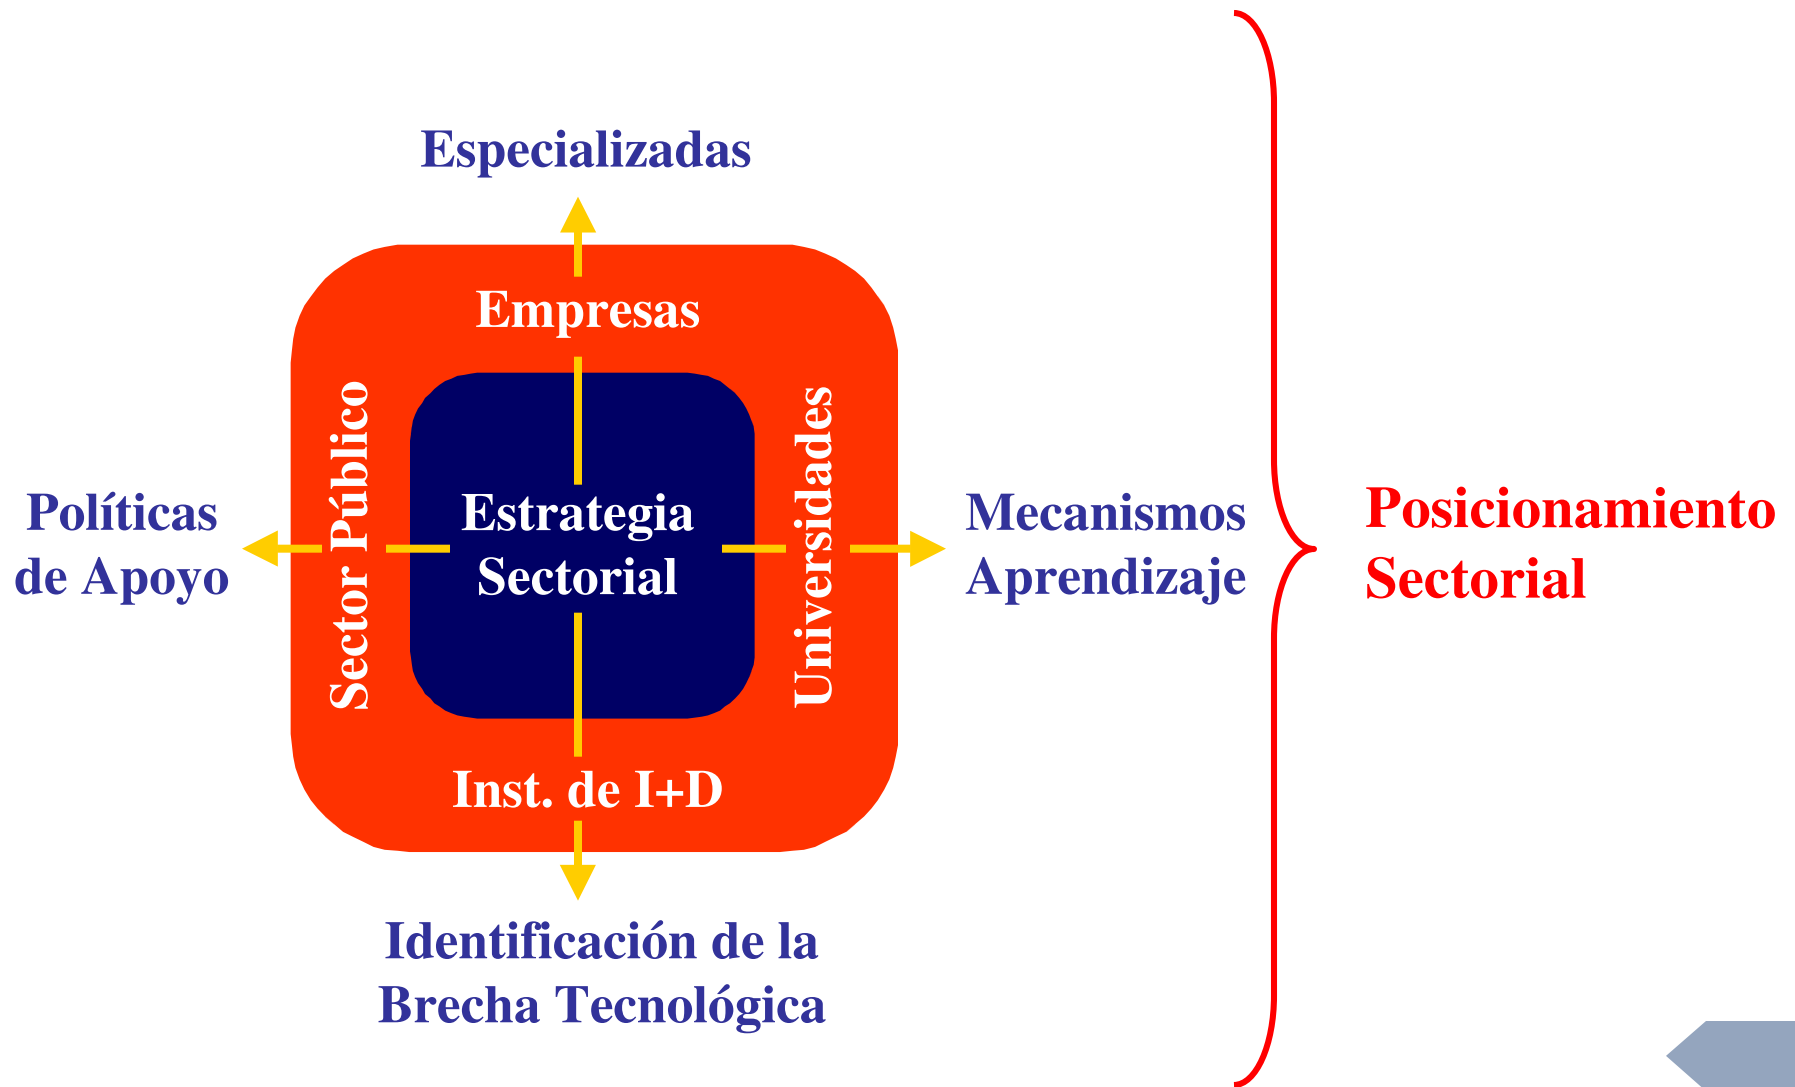 Especializadas
Empresas
Sector Público
Universidades
Políticas
de Apoyo
Estrategia
Sectorial
Mecanismos
Aprendizaje
Posicionamiento
Sectorial
Inst. de I+D
Identificación de la
Brecha Tecnológica